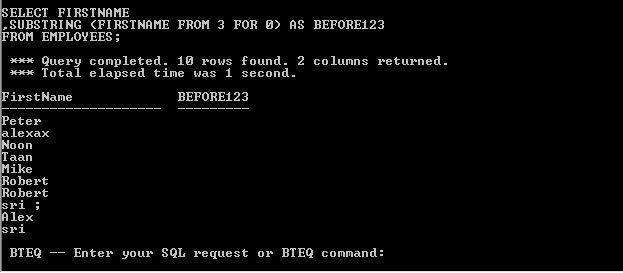 SELECT FIRSTNAME
,SUBSTRING (FIRSTNAME FROM 3 FOR 0) AS BEFORE123
FROM EMPLOYEES;
*** Query completed. 10 rows found. 2 columns returned.
*** Total elapsed time was 1 second.
FirstName BEFORE123
-------------------- ---------
Peter
alexax
Noon
Taan
Mike
Robert
Robert
sri ;
Alex
sri
BTEQ -- Enter your SQL request or BTEQ command: